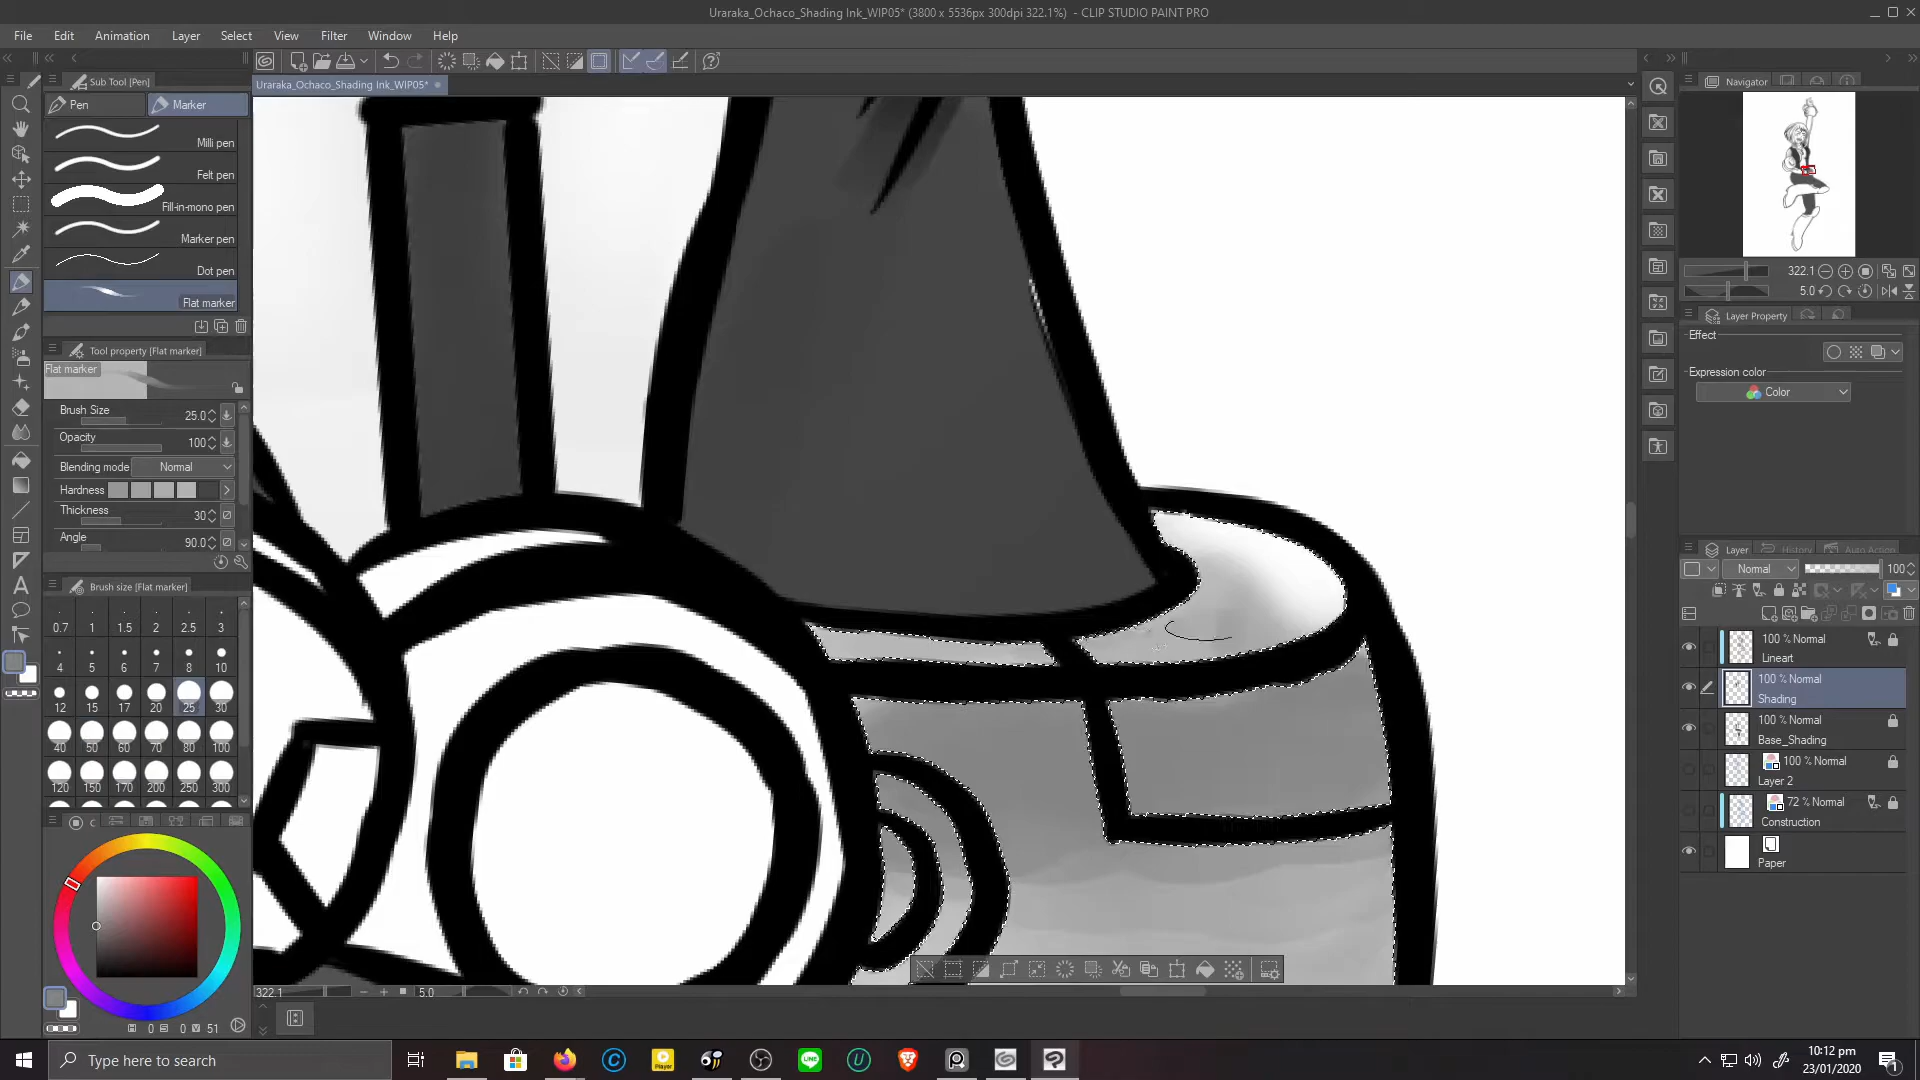 Uraraka_Ochaco_Shading Ink_WIP05* (3800 x 5536px 300dpi 322.1%) - CLIP STUDIO PAINT PRO
File Edit Animation Layer Select View Filter Window Help
Sub Tool [Pen]
Uraraka_Ochaco_Shading Ink_WIP05*
Navigator
Pen Marker
Milli pen
Felt pen
Fill-in-mono pen
Marker pen
Dot pen
Flat marker
322.1
5.0
Layer Property
Effect
Expression color
Color
Tool property [Flat marker]
Flat marker
Brush Size 25.0
Opacity 100
Blending mode Normal
Hardness
Thickness 30
Angle 90.0
Brush size [Flat marker]
0.7 1 1.5 2 2.5 3
4 5 6 7 8 10
12 15 17 20 25 30
40 50 60 70 80 100
120 150 170 200 250 300
Layer History Auto Action
Normal 100
100 % Normal
Lineart
100 % Normal
Shading
100 % Normal
Base_Shading
100 % Normal
Layer 2
72 % Normal
Construction
Paper
322.1 5.0
0 0 51
Type here to search
10:12 pm
23/01/2020